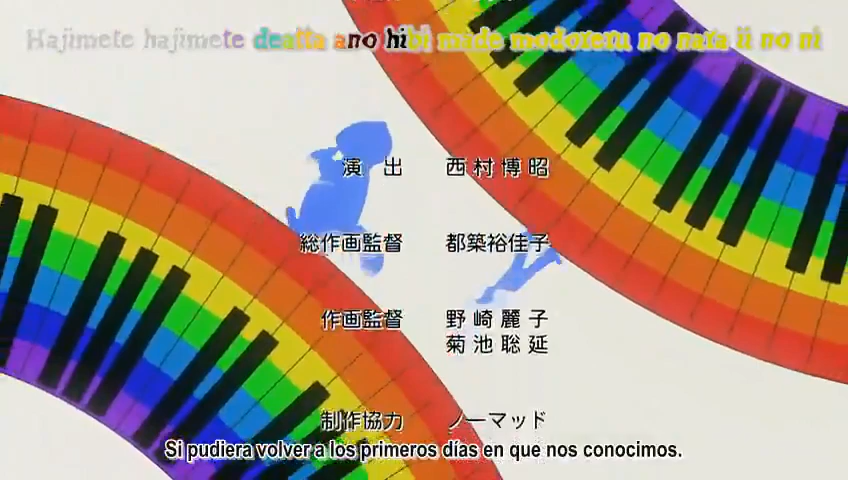 Hajimete hajimete deatta ano hibi made modoreru no nara ii no ni
演出 西村博昭
総作画監督 都築裕佳子
作画監督 野崎麗子
菊池聡延
制作協力 ノーマッド
Si pudiera volver a los primeros días en que nos conocimos.